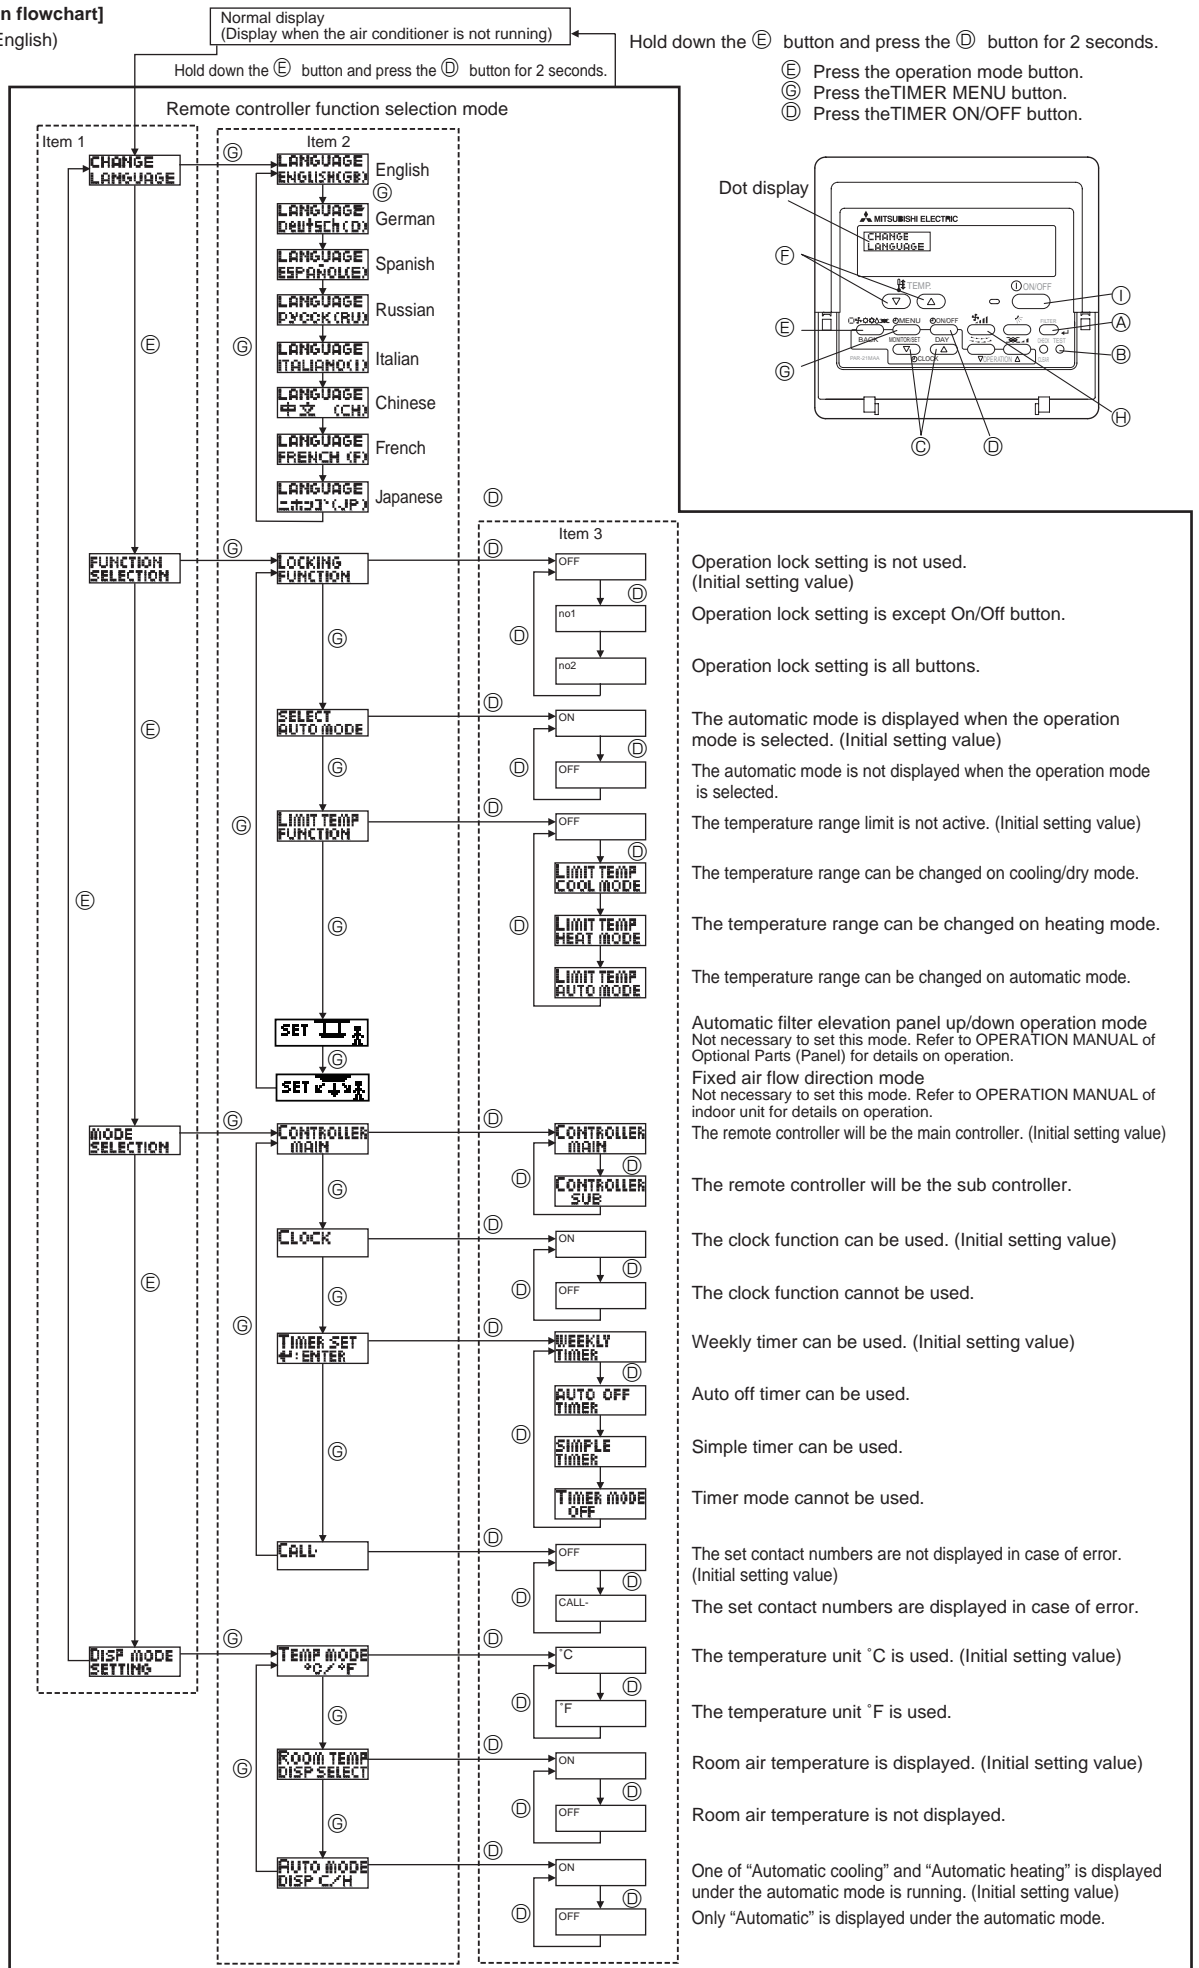 n flowchart]
English)
Normal display
(Display when the air conditioner is not running)
Hold down the Ⓔ button and press the Ⓓ button for 2 seconds.
Hold down the Ⓔ button and press the Ⓓ button for 2 seconds.
Ⓔ Press the operation mode button.
Ⓖ Press theTIMER MENU button.
Ⓓ Press theTIMER ON/OFF button.
Remote controller function selection mode
Item 1
Item 2
CHANGE
LANGUAGE
Ⓖ
LANGUAGE
ENGLISH(GB)
English
Ⓖ
LANGUAGE
Deutsch(D)
German
LANGUAGE
ESPAÑOL(E)
Spanish
LANGUAGE
РУССК(RU)
Russian
Ⓔ
Ⓖ
LANGUAGE
ITALIANO(I)
Italian
LANGUAGE
中文 (CH)
Chinese
LANGUAGE
FRENCH (F)
French
LANGUAGE
ニホンゴ(JP)
Japanese
Dot display
MITSUBISHI ELECTRIC
CHANGE
LANGUAGE
Ⓕ
TEMP.
ON/OFF
Ⓘ
Ⓔ
MENU
ON/OFF
FILTER
Ⓐ
BACK
MONITOR/SET
DAY
CHECK TEST
Ⓑ
PAR-21MAA
CLOCK
OPERATION
CLEAR
Ⓖ
Ⓗ
Ⓒ
Ⓓ
Ⓓ
Item 3
FUNCTION
SELECTION
Ⓖ
LOCKING
FUNCTION
Ⓓ
OFF
Operation lock setting is not used.
(Initial setting value)
Ⓓ
no1
Operation lock setting is except On/Off button.
Ⓖ
Ⓓ
no2
Operation lock setting is all buttons.
Ⓔ
SELECT
AUTO MODE
Ⓓ
ON
The automatic mode is displayed when the operation
mode is selected. (Initial setting value)
Ⓓ
Ⓖ
Ⓓ
OFF
The automatic mode is not displayed when the operation mode
is selected.
Ⓖ
LIMIT TEMP
FUNCTION
Ⓓ
OFF
The temperature range limit is not active. (Initial setting value)
Ⓓ
LIMIT TEMP
COOL MODE
The temperature range can be changed on cooling/dry mode.
Ⓔ
Ⓖ
Ⓓ
LIMIT TEMP
HEAT MODE
The temperature range can be changed on heating mode.
LIMIT TEMP
AUTO MODE
The temperature range can be changed on automatic mode.
SET
Automatic filter elevation panel up/down operation mode
Not necessary to set this mode. Refer to OPERATION MANUAL of
Optional Parts (Panel) for details on operation.
Ⓖ
SET
Fixed air flow direction mode
Not necessary to set this mode. Refer to OPERATION MANUAL of
indoor unit for details on operation.
MODE
SELECTION
Ⓖ
CONTROLLER
MAIN
Ⓓ
CONTROLLER
MAIN
The remote controller will be the main controller. (Initial setting value)
Ⓓ
Ⓖ
Ⓓ
CONTROLLER
SUB
The remote controller will be the sub controller.
CLOCK
Ⓓ
ON
The clock function can be used. (Initial setting value)
Ⓓ
Ⓔ
Ⓖ
Ⓓ
OFF
The clock function cannot be used.
Ⓖ
TIMER SET
↵:ENTER
Ⓓ
WEEKLY
TIMER
Weekly timer can be used. (Initial setting value)
Ⓓ
AUTO OFF
TIMER
Auto off timer can be used.
Ⓖ
Ⓓ
SIMPLE
TIMER
Simple timer can be used.
TIMER MODE
OFF
Timer mode cannot be used.
CALL-
Ⓓ
OFF
The set contact numbers are not displayed in case of error.
(Initial setting value)
Ⓓ
Ⓓ
CALL-
The set contact numbers are displayed in case of error.
DISP MODE
SETTING
Ⓖ
TEMP MODE
°C/°F
Ⓓ
°C
The temperature unit °C is used. (Initial setting value)
Ⓓ
Ⓖ
Ⓓ
°F
The temperature unit °F is used.
Ⓖ
ROOM TEMP
DISP SELECT
Ⓓ
ON
Room air temperature is displayed. (Initial setting value)
Ⓓ
Ⓖ
Ⓓ
OFF
Room air temperature is not displayed.
AUTO MODE
DISP C/H
Ⓓ
ON
One of “Automatic cooling” and “Automatic heating” is displayed
under the automatic mode is running. (Initial setting value)
Ⓓ
Ⓓ
OFF
Only “Automatic” is displayed under the automatic mode.